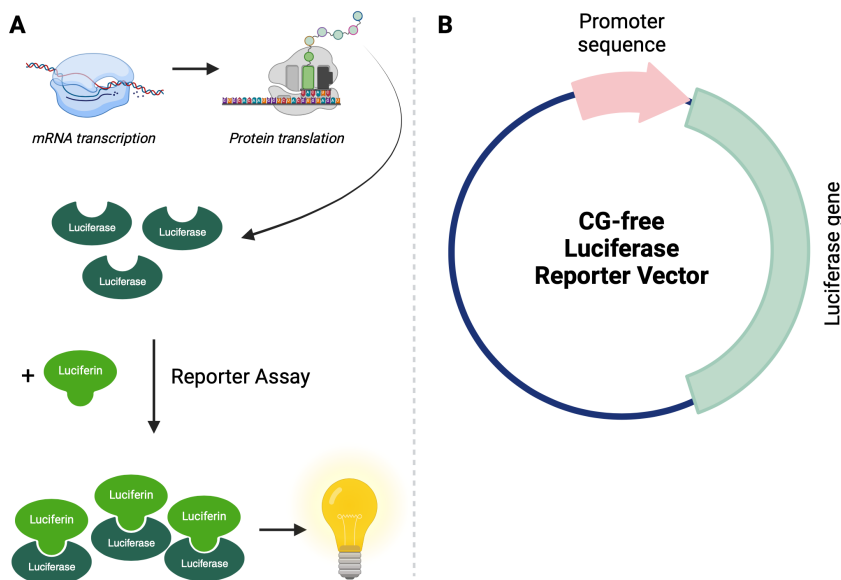 A
mRNA transcription
Protein translation
Luciferase
Luciferase
Luciferase
+
Luciferin
Reporter Assay
Luciferin
Luciferin
Luciferin
Luciferase
Luciferase
Luciferase
B
Promoter
sequence
CG-free
Luciferase
Reporter Vector
Luciferase gene